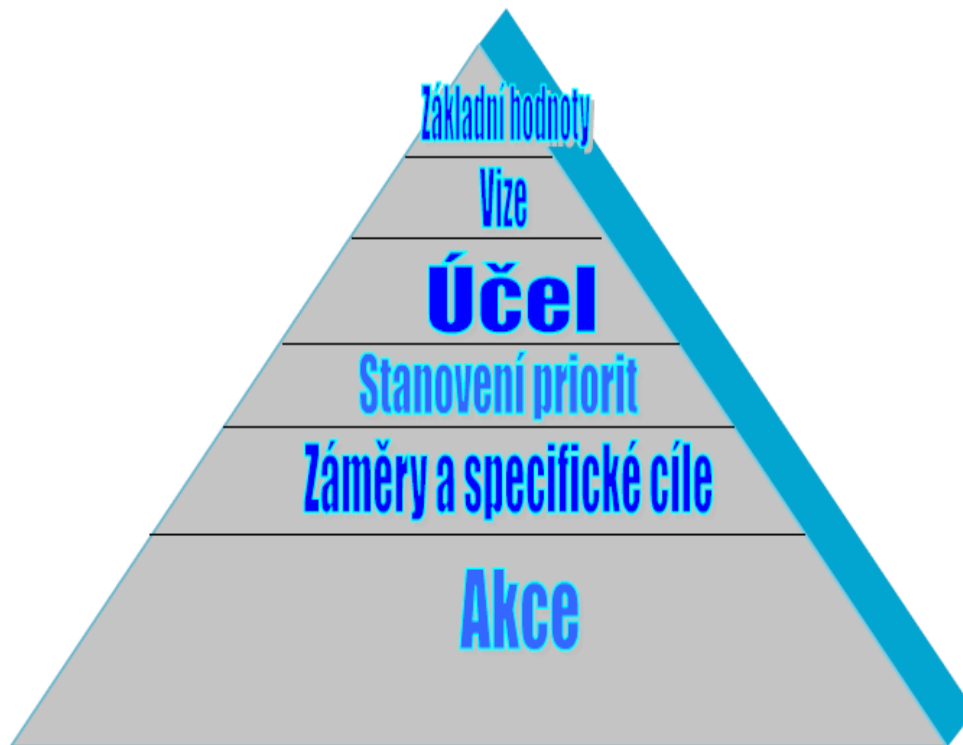 Základní hodnoty
Vize
Účel
Stanovení priorit
Záměry a specifické cíle
Akce